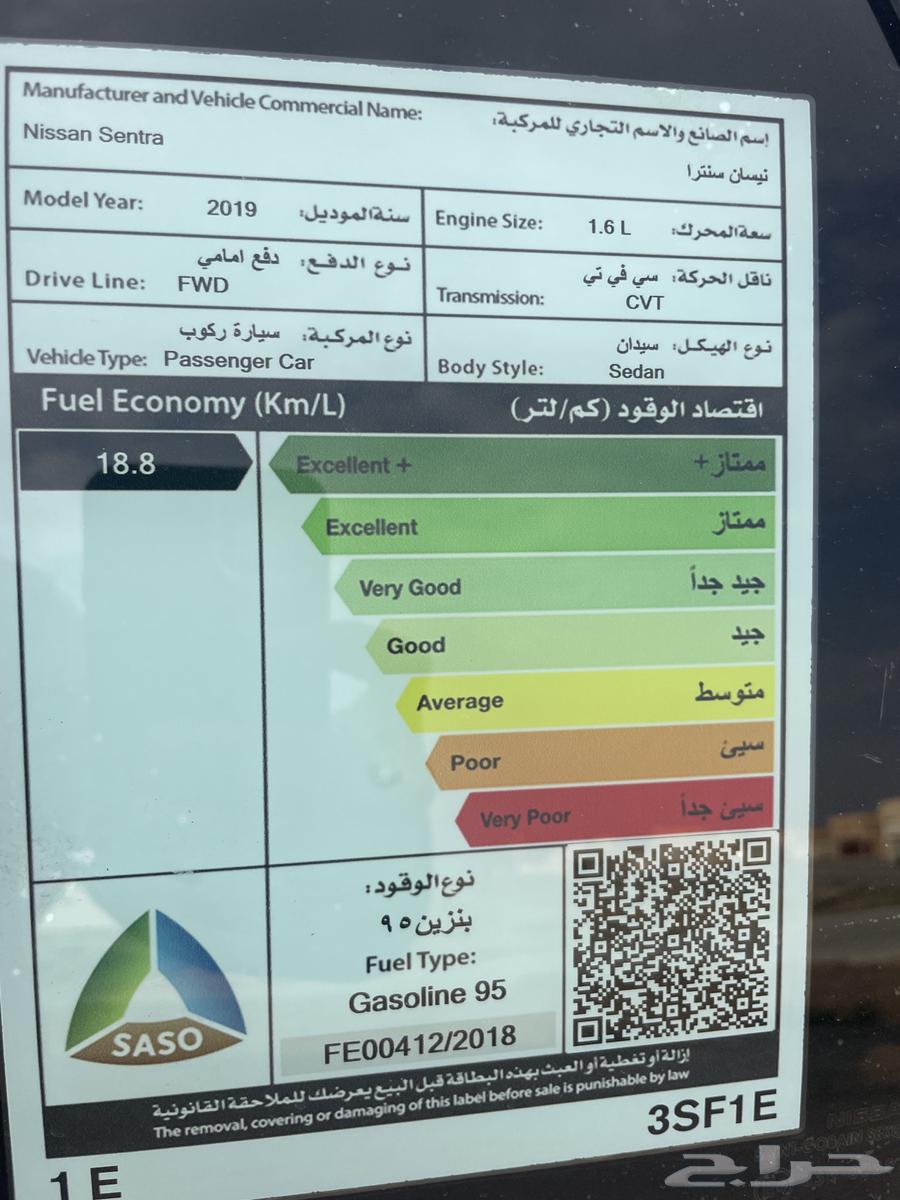 Manufacturer and Vehicle Commercial Name:
إسم الصانع والاسم التجاري للمركبة:
Nissan Sentra
نيسان سنترا
Model Year: 2019 سنة الموديل:
Engine Size: 1.6 L سعة المحرك:
نوع الدفع: دفع امامي
Drive Line: FWD
ناقل الحركة: سي في تي
Transmission: CVT
نوع المركبة: سيارة ركوب
Vehicle Type: Passenger Car
نوع الهيكل: سيدان
Body Style: Sedan
Fuel Economy (Km/L) اقتصاد الوقود (كم/لتر)
18.8
Excellent + ممتاز +
Excellent ممتاز
Very Good جيد جداً
Good جيد
Average متوسط
Poor سيئ
Very Poor سيئ جداً
نوع الوقود:
بنزين ٩٥
Fuel Type:
Gasoline 95
FE00412/2018
SASO
إزالة أو تغطية أو العبث بهذه البطاقة قبل البيع يعرضك للملاحقة القانونية
The removal, covering or damaging of this label before sale is punishable by law
3SF1E
1 E
حراج